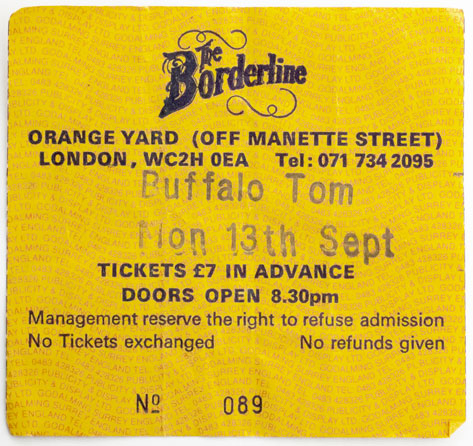 The Borderline
ORANGE YARD (OFF MANETTE STREET)
LONDON, WC2H 0EA Tel: 071 734 2095
Buffalo Tom
Mon 13th Sept
TICKETS £7 IN ADVANCE
DOORS OPEN 8.30pm
Management reserve the right to refuse admission
No Tickets exchanged No refunds given
Nº 089